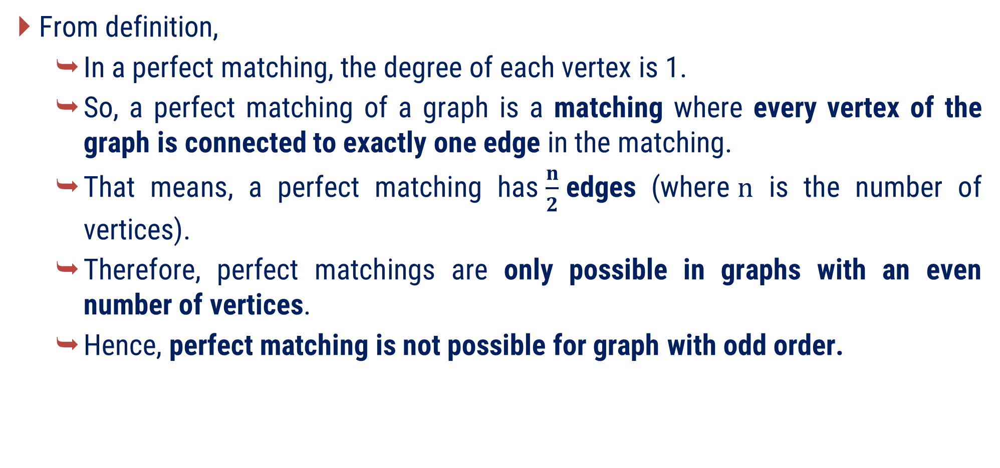 From definition,
In a perfect matching, the degree of each vertex is 1.
So, a perfect matching of a graph is a matching where every vertex of the
graph is connected to exactly one edge in the matching.
That means, a perfect matching has n/2 edges (where n is the number of
vertices).
Therefore, perfect matchings are only possible in graphs with an even
number of vertices.
Hence, perfect matching is not possible for graph with odd order.